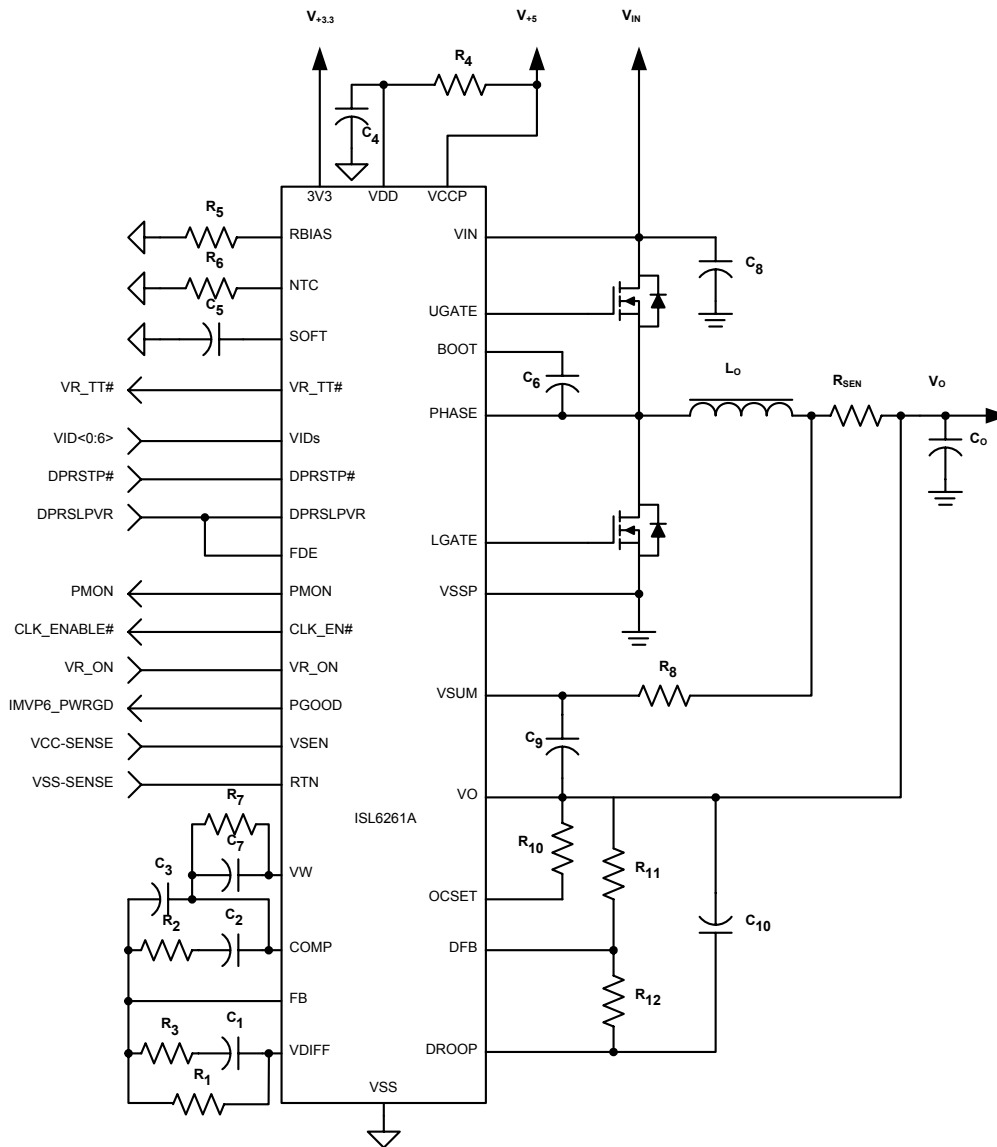 V+3.3
V+5
VIN
R4
C4
3V3
VDD
VCCP
R5
RBIAS
VIN
C8
R6
NTC
C5
UGATE
SOFT
BOOT
C6
LO
RSEN
VO
VR_TT#
VR_TT#
PHASE
CO
VID<0:6>
VIDs
DPRSTP#
DPRSTP#
DPRSLPVR
DPRSLPVR
LGATE
FDE
PMON
PMON
VSSP
CLK_ENABLE#
CLK_EN#
VR_ON
VR_ON
R8
VSUM
IMVP6_PWRGD
PGOOD
C9
VCC-SENSE
VSEN
VSS-SENSE
RTN
VO
R7
ISL6261A
C7
R10
R11
C3
VW
OCSET
R2
C2
C10
COMP
DFB
FB
R12
R3
C1
VDIFF
DROOP
R1
VSS